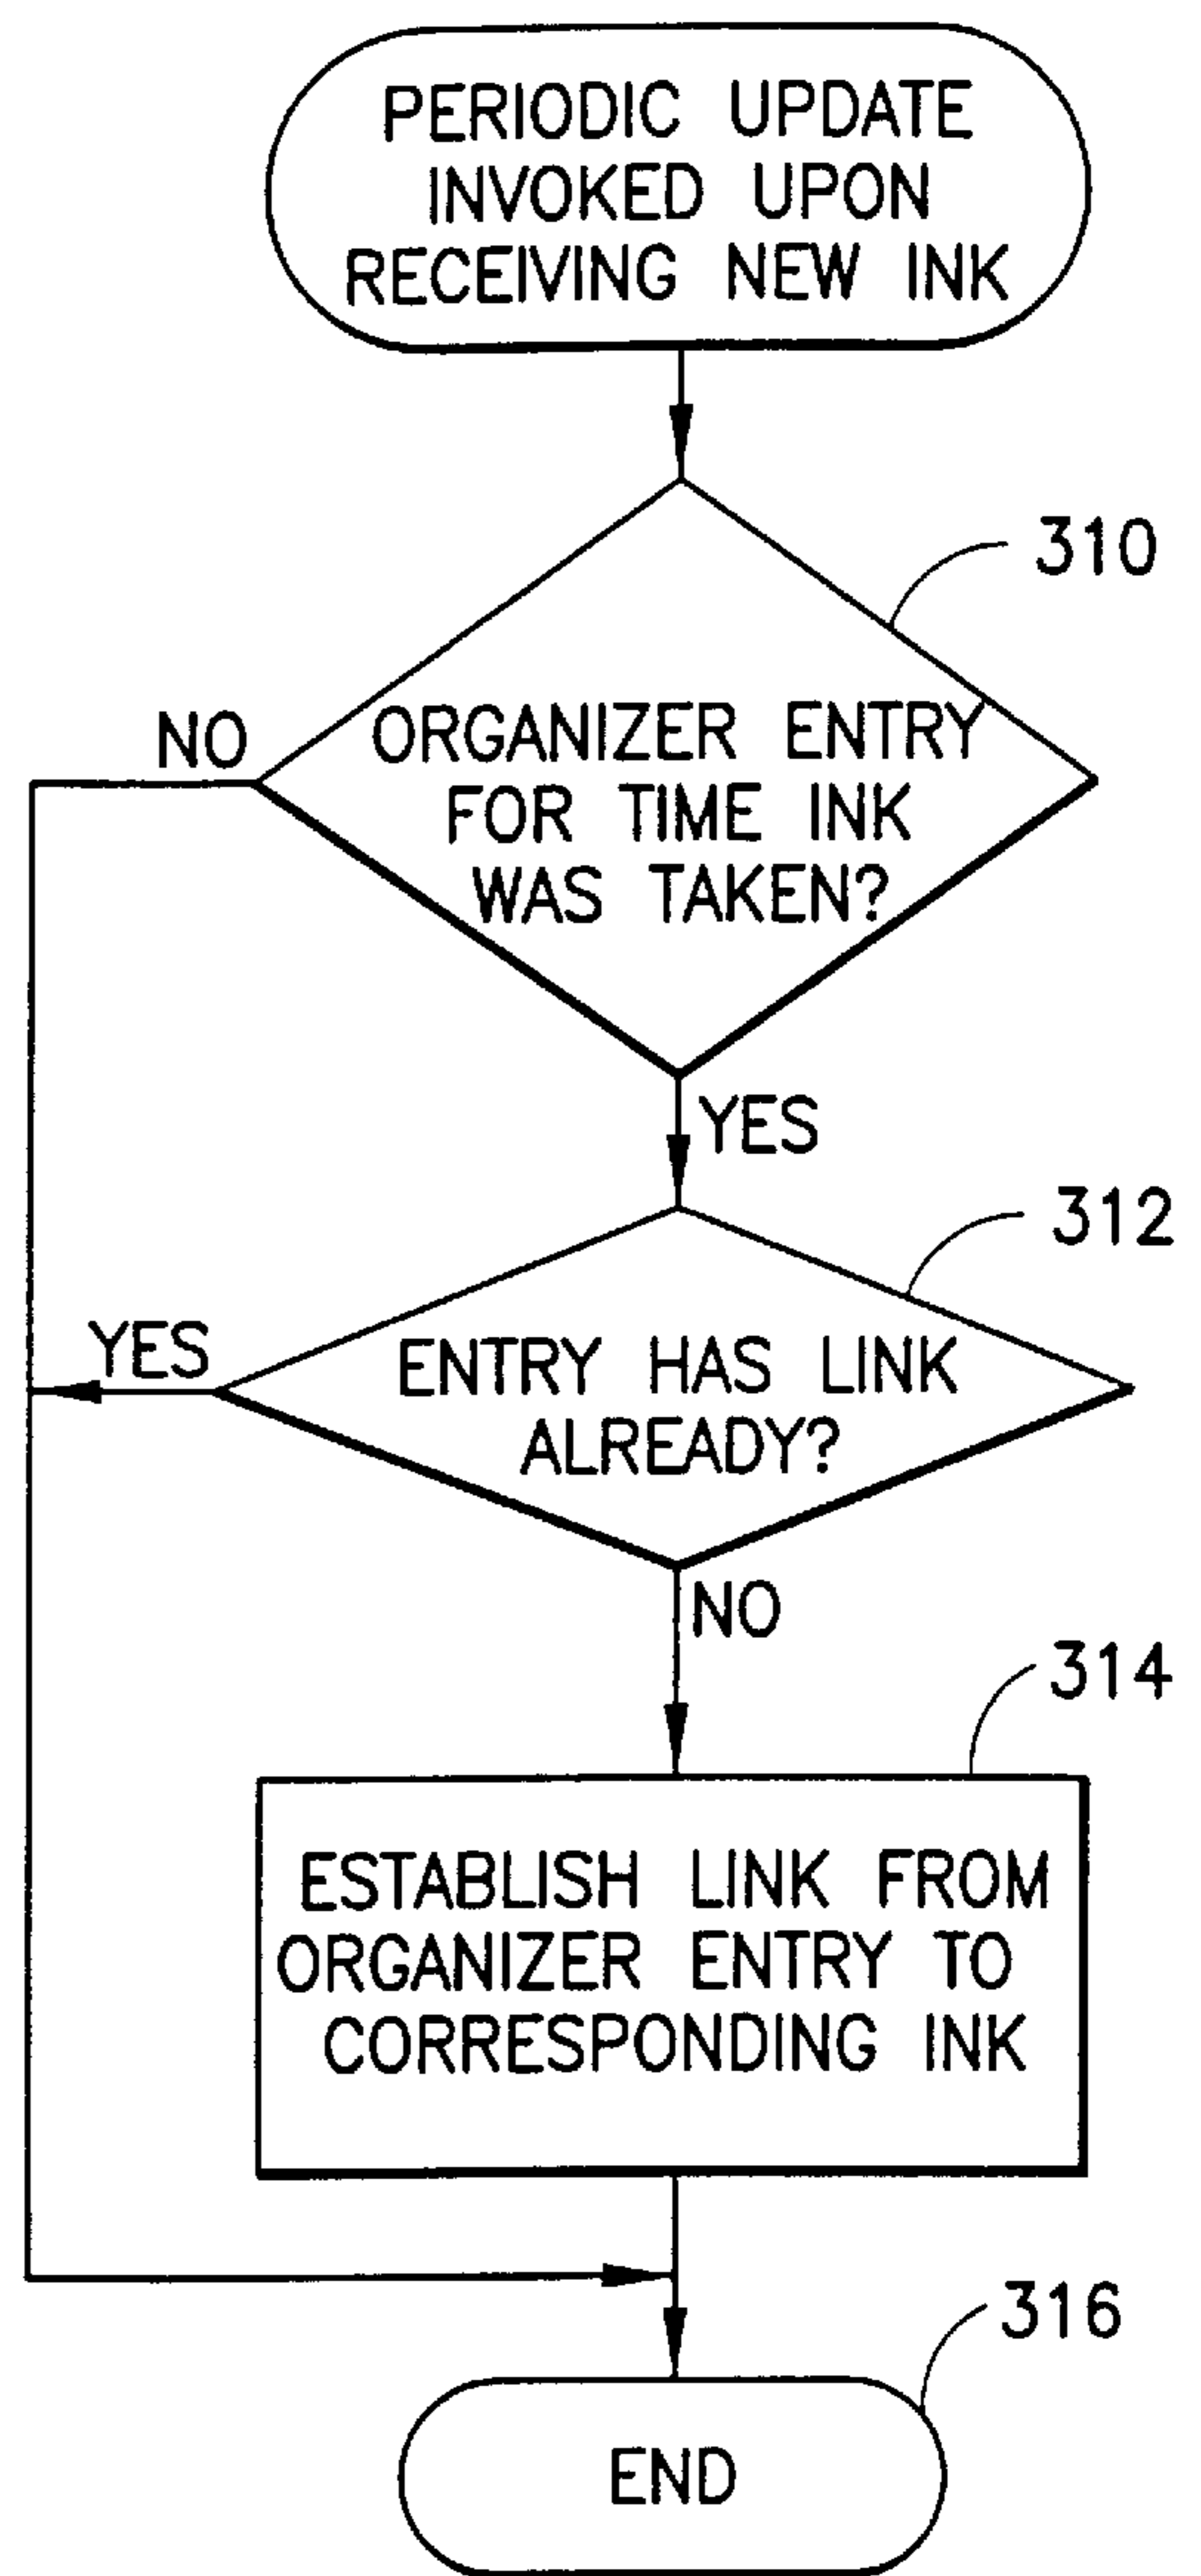 PERIODIC UPDATE
INVOKED UPON
RECEIVING NEW INK
310
NO
ORGANIZER ENTRY
FOR TIME INK
WAS TAKEN?
YES
312
YES
ENTRY HAS LINK
ALREADY?
NO
314
ESTABLISH LINK FROM
ORGANIZER ENTRY TO
CORRESPONDING INK
316
END